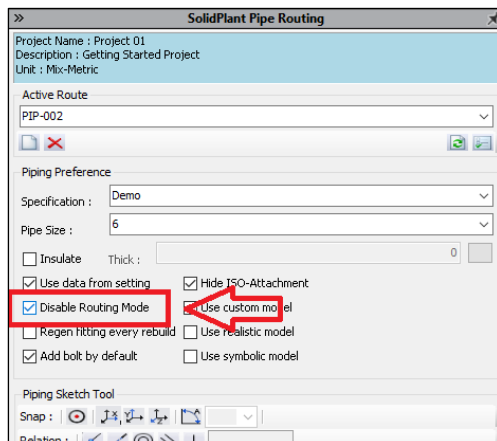 SolidPlant Pipe Routing
Project Name : Project 01
Description : Getting Started Project
Unit : Mix-Metric
Active Route
PIP-002
Piping Preference
Specification : Demo
Pipe Size : 6
Insulate Thick : 0
Use data from setting Hide ISO-Attachment
Disable Routing Mode Use custom model
Regen fitting every rebuild Use realistic model
Add bolt by default Use symbolic model
Piping Sketch Tool
Snap :
Relation :